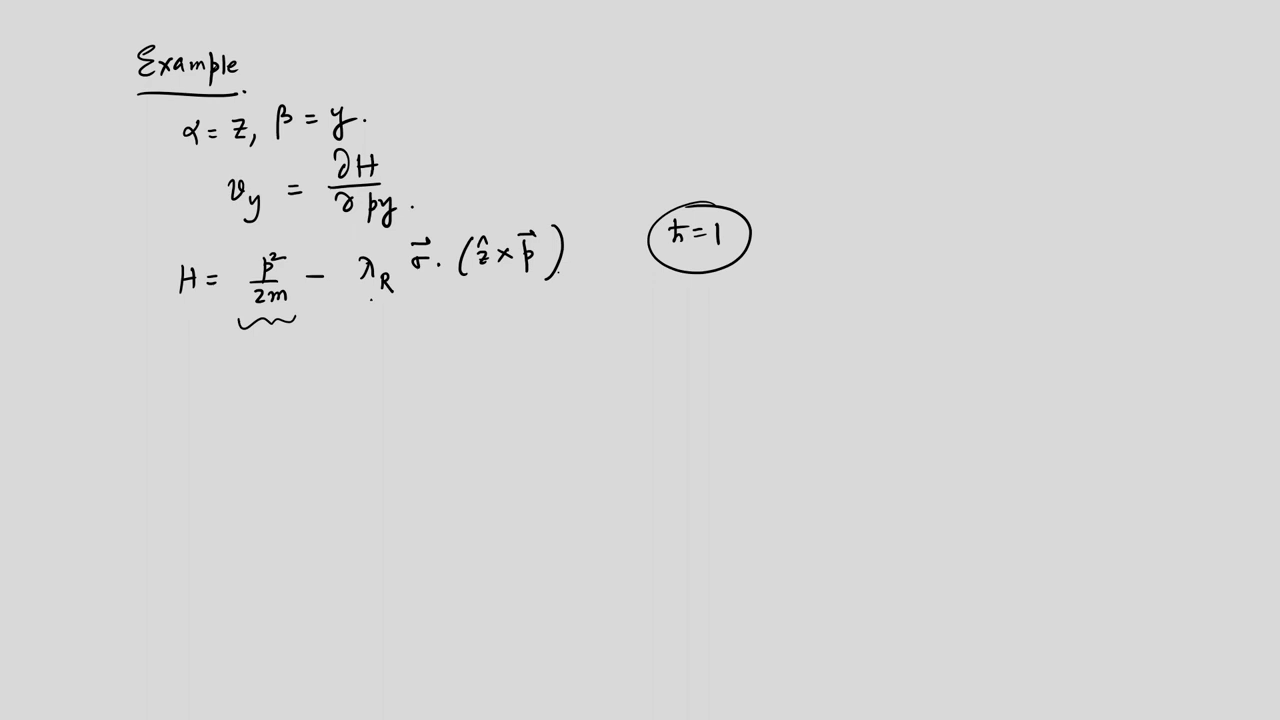 Example.
α = z, β = y.
v_y = ∂H / ∂p_y.
H = p²/2m − λ_R σ⃗ · (ẑ × p⃗)
ħ = 1